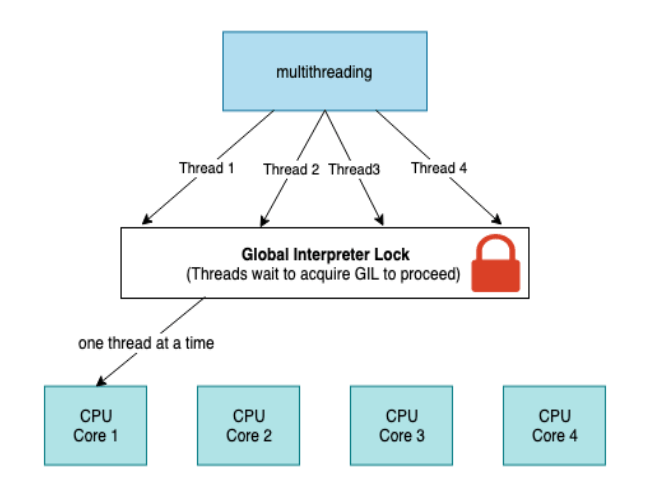 multithreading
Thread 1
Thread 2
Thread3
Thread 4
Global Interpreter Lock
(Threads wait to acquire GIL to proceed)
one thread at a time
CPU
Core 1
CPU
Core 2
CPU
Core 3
CPU
Core 4